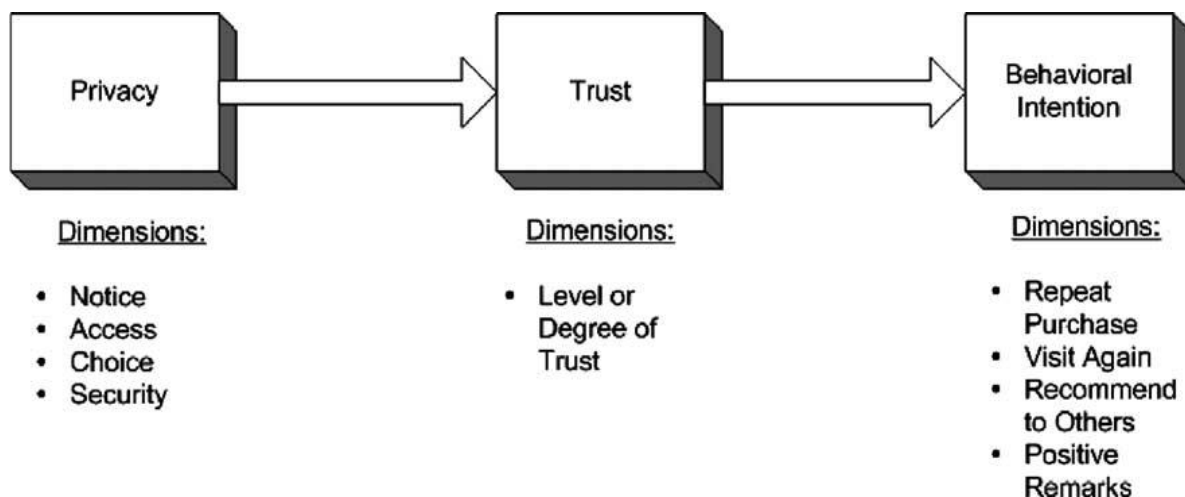 Privacy
Trust
Behavioral
Intention
Dimensions:
• Notice
• Access
• Choice
• Security
Dimensions:
• Level or
Degree of
Trust
Dimensions:
• Repeat
Purchase
• Visit Again
• Recommend
to Others
• Positive
Remarks